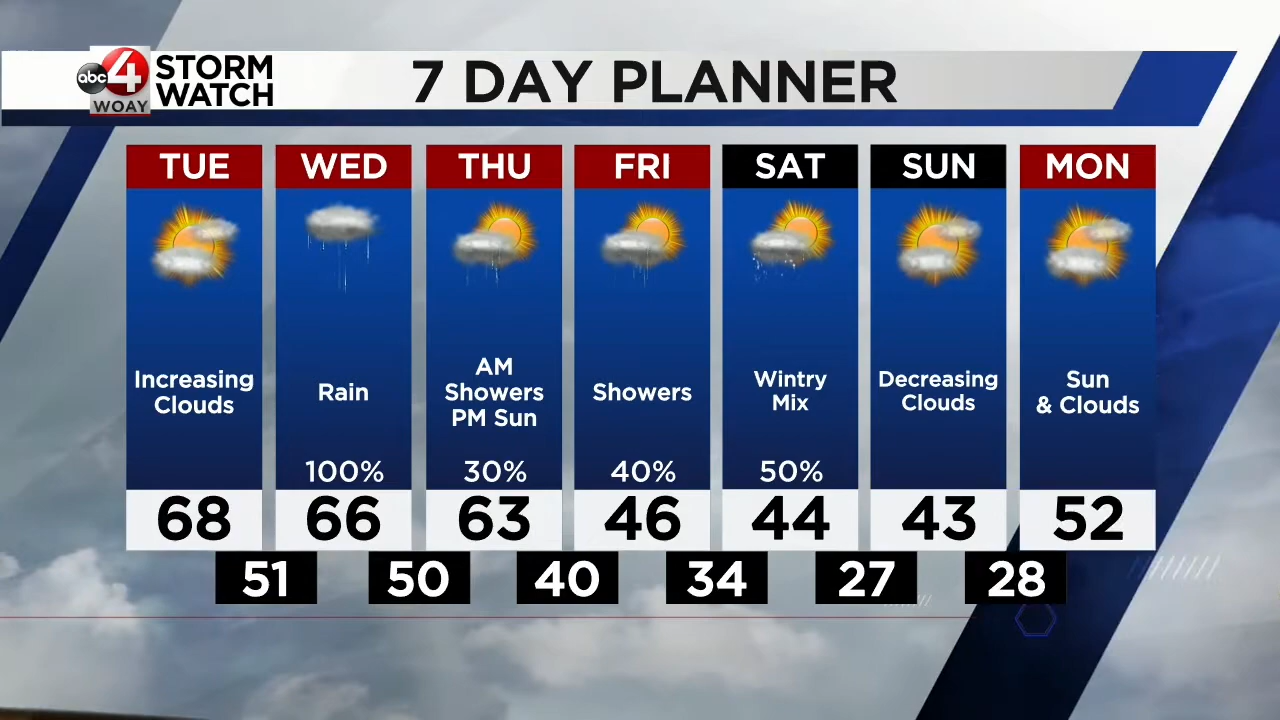 abc 4
WOAY
STORM
WATCH
7 DAY PLANNER
TUE
WED
THU
FRI
SAT
SUN
MON
Increasing
Clouds
Rain
AM
Showers
PM Sun
Showers
Wintry
Mix
Decreasing
Clouds
Sun
& Clouds
100%
30%
40%
50%
68
66
63
46
44
43
52
51
50
40
34
27
28